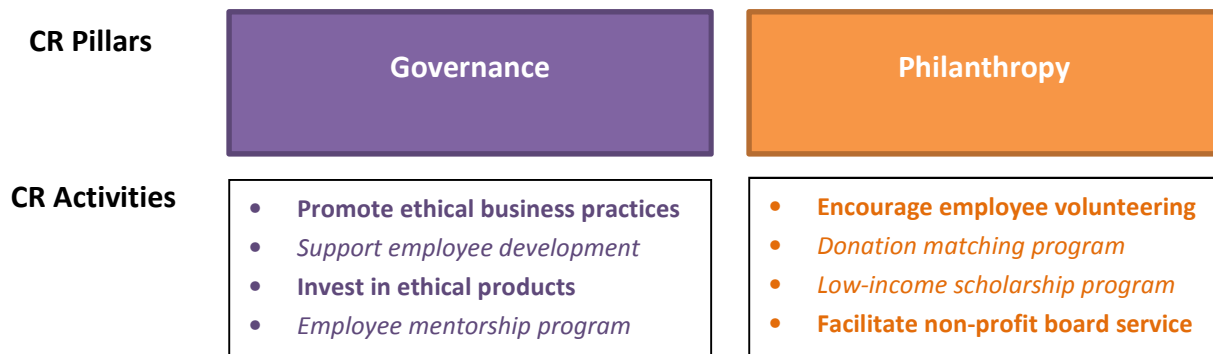 CR Pillars
Governance
Philanthropy
CR Activities
• Promote ethical business practices
• Support employee development
• Invest in ethical products
• Employee mentorship program
• Encourage employee volunteering
• Donation matching program
• Low-income scholarship program
• Facilitate non-profit board service